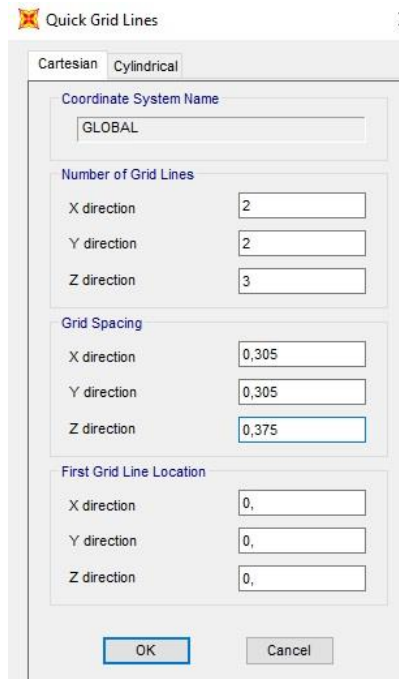 Quick Grid Lines
Cartesian Cylindrical
Coordinate System Name
GLOBAL
Number of Grid Lines
X direction 2
Y direction 2
Z direction 3
Grid Spacing
X direction 0,305
Y direction 0,305
Z direction 0,375
First Grid Line Location
X direction 0,
Y direction 0,
Z direction 0,
OK Cancel